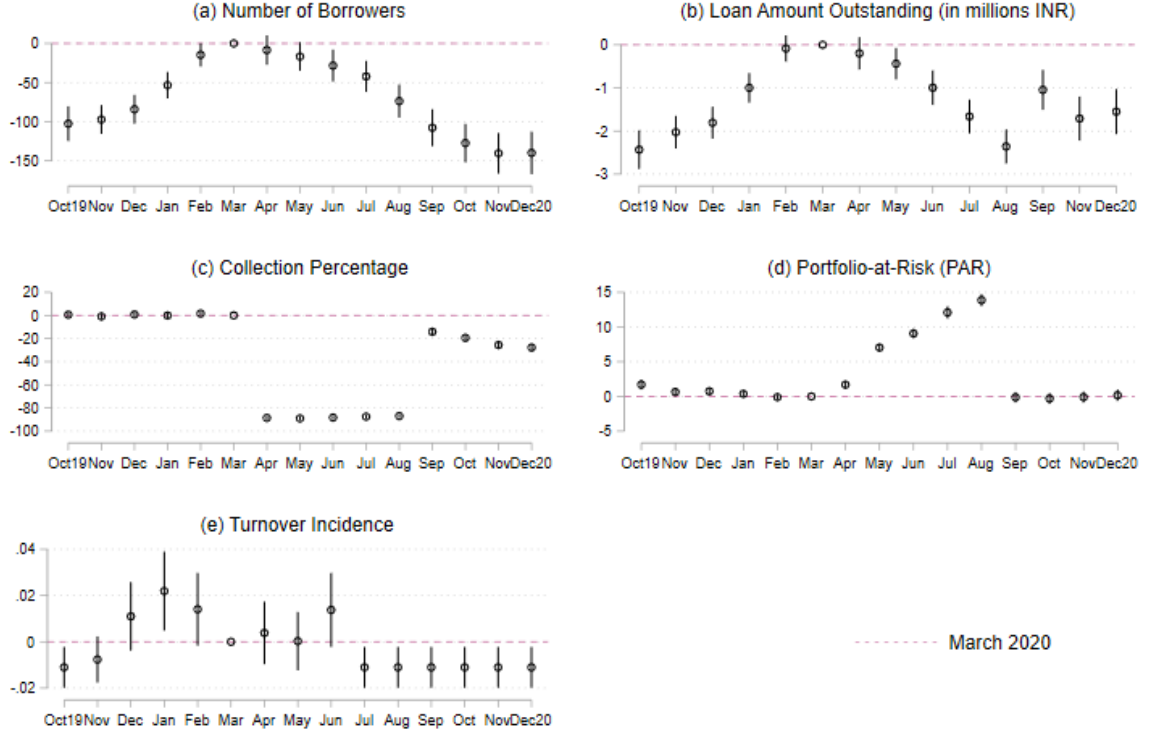 (a) Number of Borrowers
0
-50
-100
-150
Oct19 Nov Dec Jan Feb Mar Apr May Jun Jul Aug Sep Oct Nov Dec20
(b) Loan Amount Outstanding (in millions INR)
0
-1
-2
-3
Oct19 Nov Dec Jan Feb Mar Apr May Jun Jul Aug Sep Nov Dec20
(c) Collection Percentage
20
0
-20
-40
-60
-80
-100
Oct19 Nov Dec Jan Feb Mar Apr May Jun Jul Aug Sep Oct Nov Dec20
(d) Portfolio-at-Risk (PAR)
15
10
5
0
-5
Oct19 Nov Dec Jan Feb Mar Apr May Jun Jul Aug Sep Oct Nov Dec20
(e) Turnover Incidence
.04
.02
0
-.02
Oct19 Nov Dec Jan Feb Mar Apr May Jun Jul Aug Sep Oct Nov Dec20
March 2020